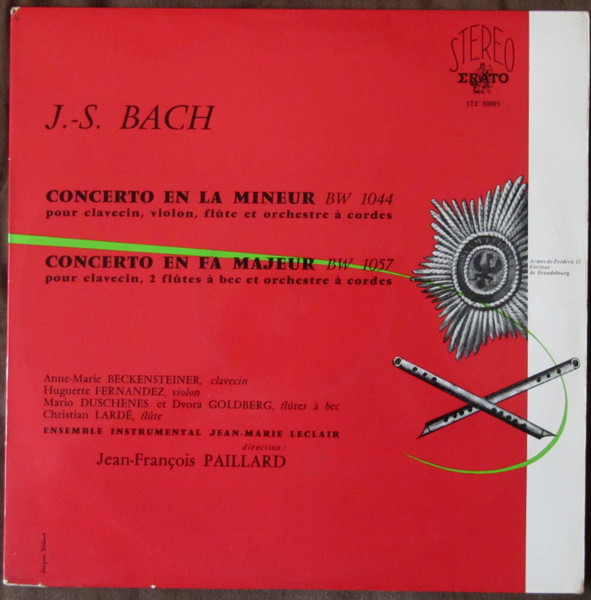 STEREO
ERATO
STE 50005
J.-S. BACH
CONCERTO EN LA MINEUR BW 1044
pour clavecin, violon, flûte et orchestre à cordes
CONCERTO EN FA MAJEUR BW 1057
pour clavecin, 2 flûtes à bec et orchestre à cordes
Armes de Frédéric II
Electeur
de Brandebourg
Anne-Marie BECKENSTEINER, clavecin
Huguette FERNANDEZ, violon
Mario DUSCHENES et Dvora GOLDBERG, flûtes à bec
Christian LARDÉ, flûte
ENSEMBLE INSTRUMENTAL JEAN-MARIE LECLAIR
direction :
Jean-François PAILLARD